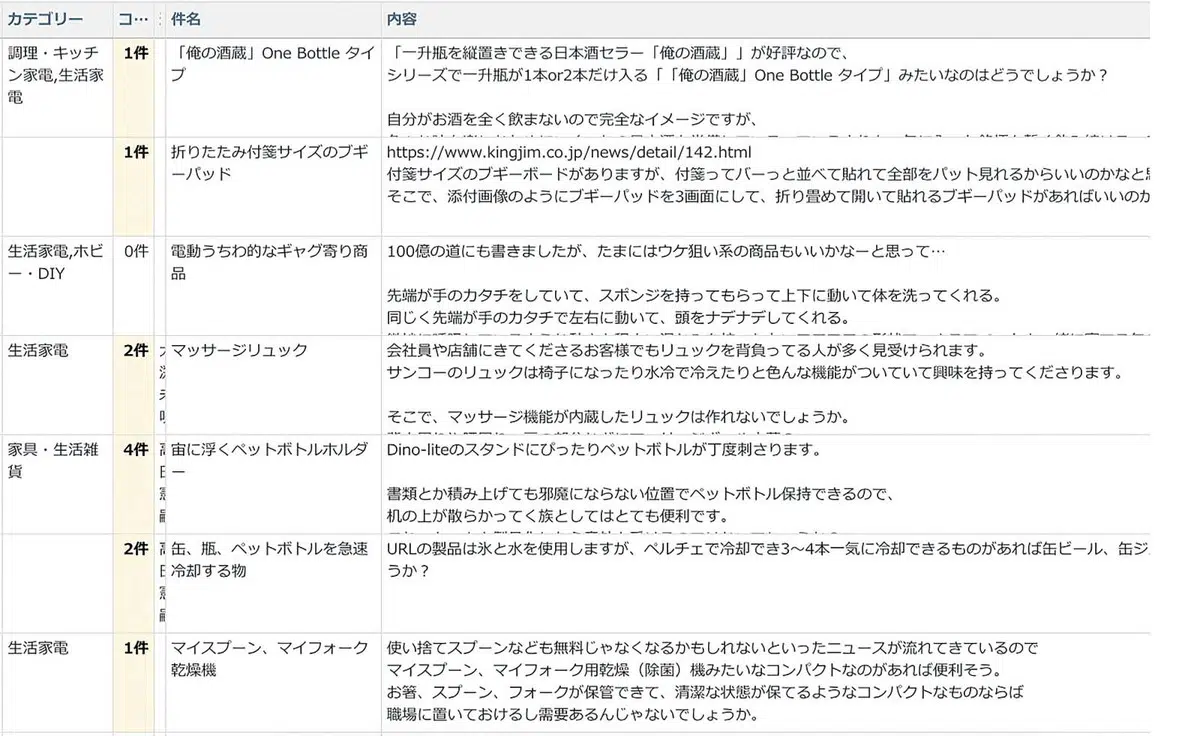 カテゴリー コ… 件名 内容
調理・キッチ
ン家電,生活家
電
1件
「俺の酒蔵」One Bottle タイ
プ
「一升瓶を縦置きできる日本酒セラー「俺の酒蔵」」が好評なので、
シリーズで一升瓶が1本or2本だけ入る「「俺の酒蔵」One Bottle タイプ」みたいなのはどうでしょうか？
自分がお酒を全く飲まないので完全なイメージですが、
1件
折りたたみ付箋サイズのブギ
ーパッド
https://www.kingjim.co.jp/news/detail/142.html
付箋サイズのブギーボードがありますが、付箋ってバーっと並べて貼れて全部をパット見れるからいいのかなと
そこで、添付画像のようにブギーパッドを3画面にして、折り畳めて開いて貼れるブギーパッドがあればいいのか
生活家電,ホビ
ー・DIY
0件
電動うちわ的なギャグ寄り商
品
100億の道にも書きましたが、たまにはウケ狙い系の商品もいいかなーと思って…
先端が手のカタチをしていて、スポンジを持ってもらって上下に動いて体を洗ってくれる。
同じく先端が手のカタチで左右に動いて、頭をナデナデしてくれる。
生活家電
2件
マッサージリュック
会社員や店舗にきてくださるお客様でもリュックを背負ってる人が多く見受けられます。
サンコーのリュックは椅子になったり水冷で冷えたりと色んな機能がついていて興味を持ってくださります。
そこで、マッサージ機能が内蔵したリュックは作れないでしょうか。
家具・生活雑
貨
4件
宙に浮くペットボトルホルダ
ー
Dino-liteのスタンドにぴったりペットボトルが丁度刺さります。
書類とか積み上げても邪魔にならない位置でペットボトル保持できるので、
机の上が散らかってく族としてはとても便利です。
2件
缶、瓶、ペットボトルを急速
冷却する物
URLの製品は氷と水を使用しますが、ペルチェで冷却でき3〜4本一気に冷却できるものがあれば缶ビール、缶ジ
うか？
生活家電
1件
マイスプーン、マイフォーク
乾燥機
使い捨てスプーンなども無料じゃなくなるかもしれないといったニュースが流れてきているので
マイスプーン、マイフォーク用乾燥（除菌）機みたいなコンパクトなのがあれば便利そう。
お箸、スプーン、フォークが保管できて、清潔な状態が保てるようなコンパクトなものならば
職場に置いておけるし需要あるんじゃないでしょうか。